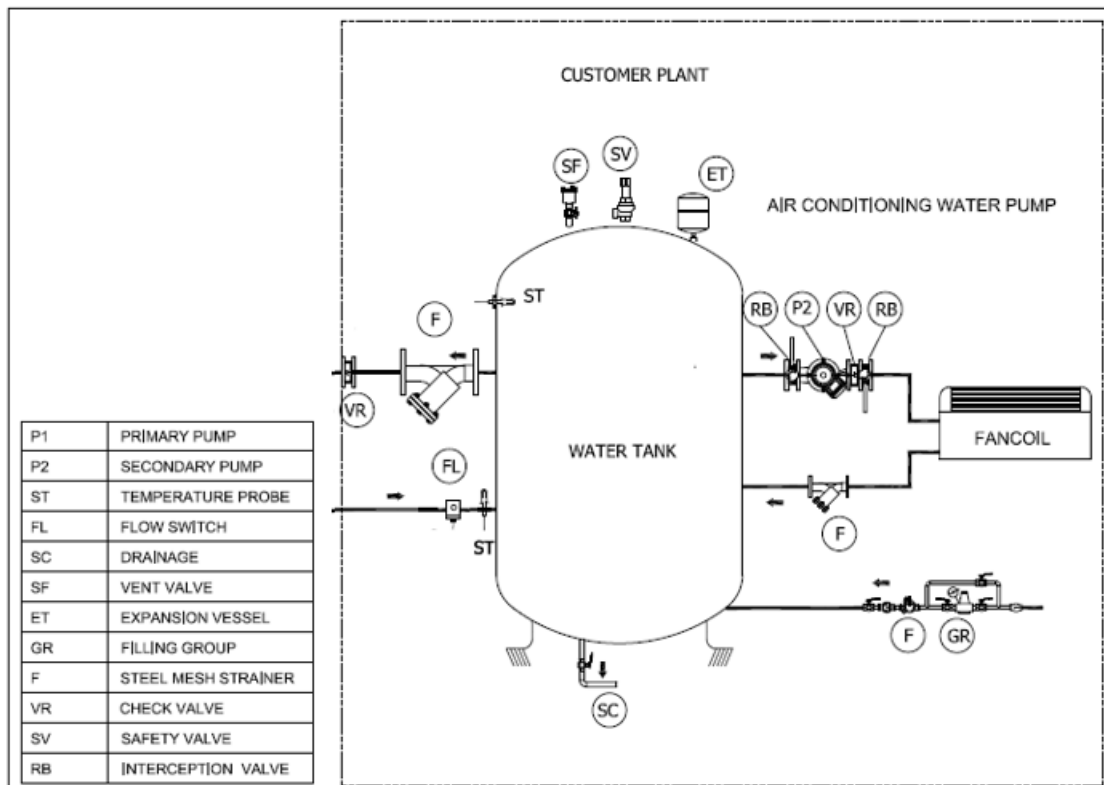 CUSTOMER PLANT
SF
SV
ET
AIR CONDITIONING WATER PUMP
ST
F
RB
P2
VR
RB
VR
FANCOIL
WATER TANK
FL
ST
F
F
GR
SC
P1 PRIMARY PUMP
P2 SECONDARY PUMP
ST TEMPERATURE PROBE
FL FLOW SWITCH
SC DRAINAGE
SF VENT VALVE
ET EXPANSION VESSEL
GR FILLING GROUP
F STEEL MESH STRAINER
VR CHECK VALVE
SV SAFETY VALVE
RB INTERCEPTION VALVE